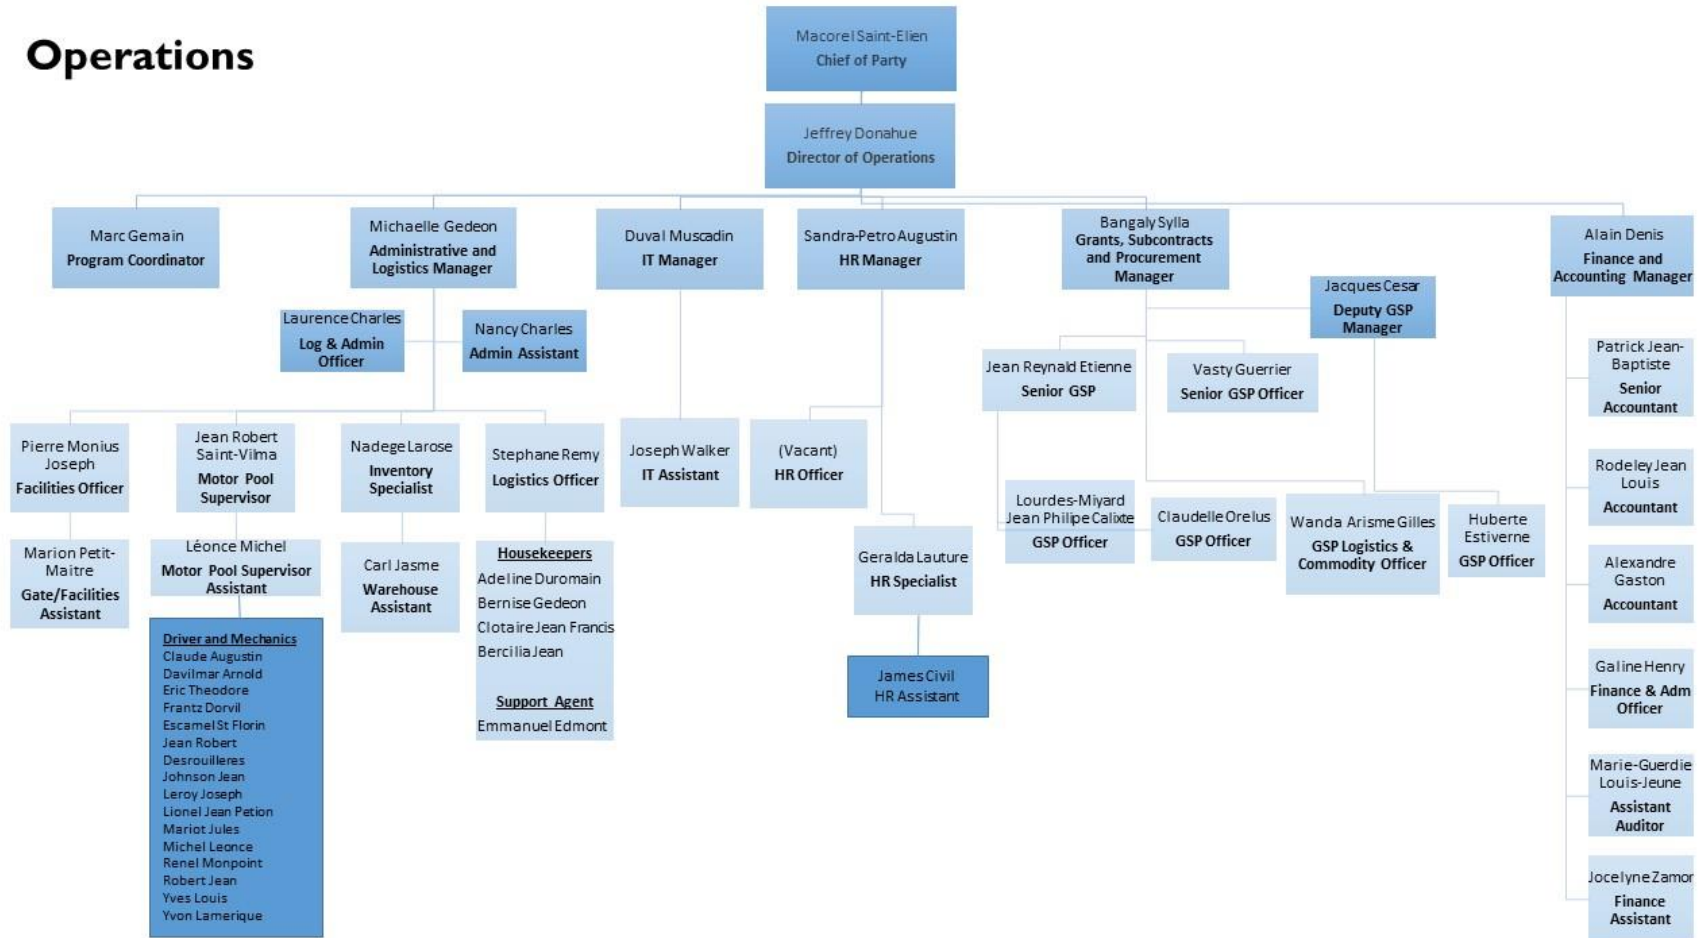 Operations
Macorel Saint-Elien
Chief of Party
Jeffrey Donahue
Director of Operations
Marc Gemain
Program Coordinator
Michaelle Gedeon
Administrative and
Logistics Manager
Duval Muscadin
IT Manager
Sandra-Petro Augustin
HR Manager
Bangaly Sylla
Grants, Subcontracts
and Procurement
Manager
Alain Denis
Finance and
Accounting Manager
Jacques Cesar
Deputy GSP
Manager
Laurence Charles
Log & Admin
Officer
Nancy Charles
Admin Assistant
Jean Reynald Etienne
Senior GSP
Vasty Guerrier
Senior GSP Officer
Patrick Jean-
Baptiste
Senior
Accountant
Pierre Monius
Joseph
Facilities Officer
Jean Robert
Saint-Vilma
Motor Pool
Supervisor
Nadege Larose
Inventory
Specialist
Stephane Remy
Logistics Officer
Joseph Walker
IT Assistant
(Vacant)
HR Officer
Rodeley Jean
Louis
Accountant
Lourdes-Miyard
Jean Philipe Calixte
GSP Officer
Claudelle Orelus
GSP Officer
Wanda Arisme Gilles
GSP Logistics &
Commodity Officer
Huberte
Estiverne
GSP Officer
Marion Petit-
Maitre
Gate/Facilities
Assistant
Léonce Michel
Motor Pool Supervisor
Assistant
Carl Jasme
Warehouse
Assistant
Housekeepers
Adeline Duromain
Bernise Gedeon
Clotaire Jean Francis
Bercilia Jean
Support Agent
Emmanuel Edmont
Geralda Lauture
HR Specialist
Alexandre
Gaston
Accountant
Driver and Mechanics
Claude Augustin
Davilmar Arnold
Eric Theodore
Frantz Dorvil
Escamel St Florin
Jean Robert
Desrouilleres
Johnson Jean
Leroy Joseph
Lionel Jean Petion
Mariot Jules
Michel Leonce
Renel Monpoint
Robert Jean
Yves Louis
Yvon Lamerique
James Civil
HR Assistant
Galine Henry
Finance & Adm
Officer
Marie-Guerdie
Louis-Jeune
Assistant
Auditor
Jocelyne Zamor
Finance
Assistant